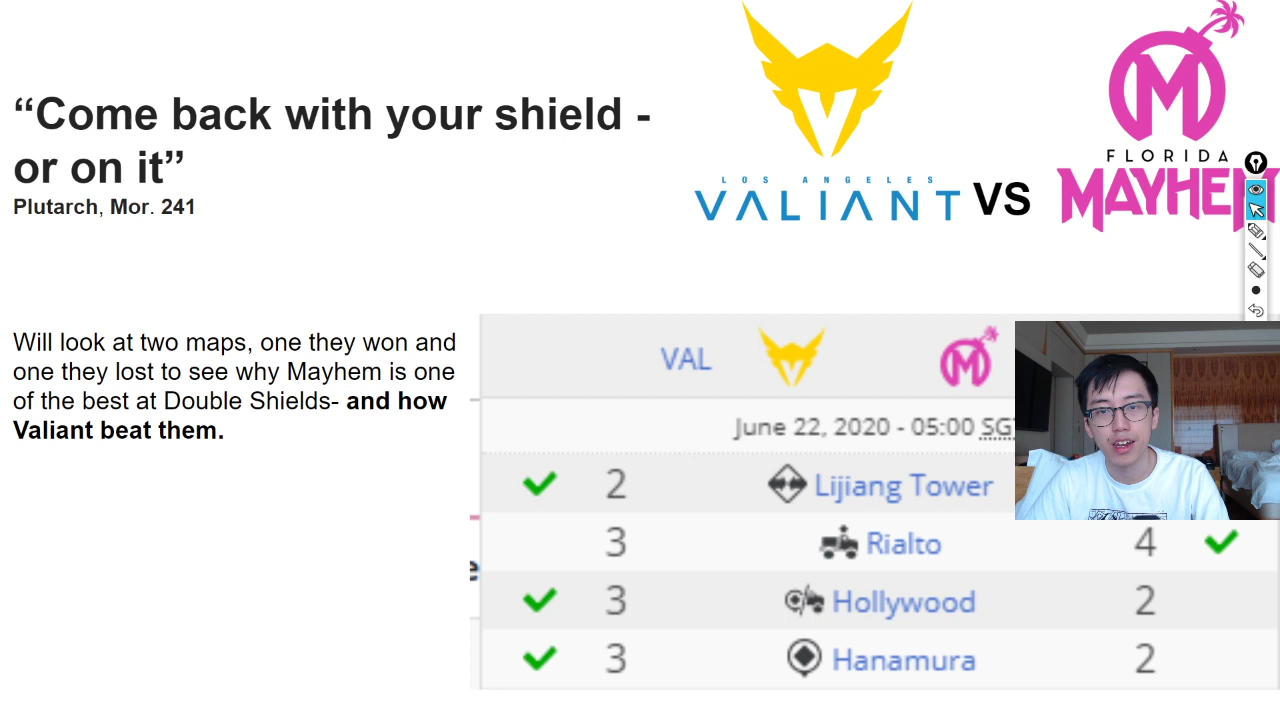 “Come back with your shield -
or on it”
Plutarch, Mor. 241
LOS ANGELES
VALIANT
VS
M
FLORIDA
MAYHEM
Will look at two maps, one they won and
one they lost to see why Mayhem is one
of the best at Double Shields- and how
Valiant beat them.
VAL
M
June 22, 2020 - 05:00
2 Lijiang Tower
3 Rialto 4
3 Hollywood 2
3 Hanamura 2